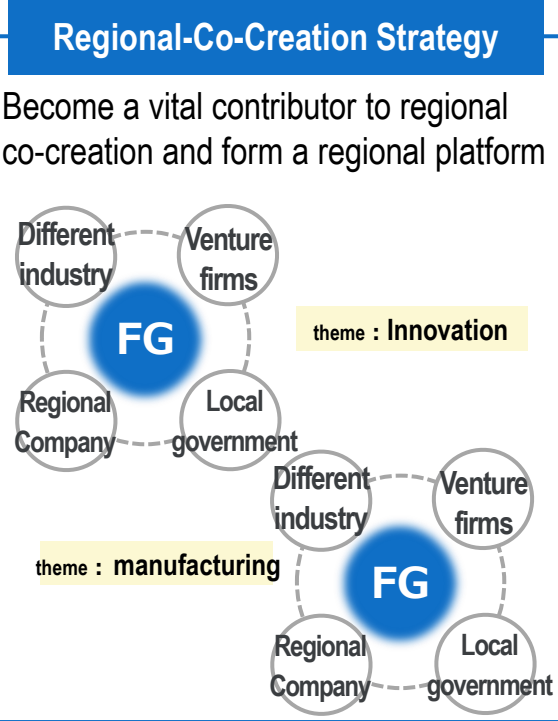 Regional-Co-Creation Strategy
Become a vital contributor to regional
co-creation and form a regional platform
Different
industry
Venture
firms
FG
theme : Innovation
Regional
Company
Local
government
Different
industry
Venture
firms
theme : manufacturing
FG
Regional
Company
Local
government